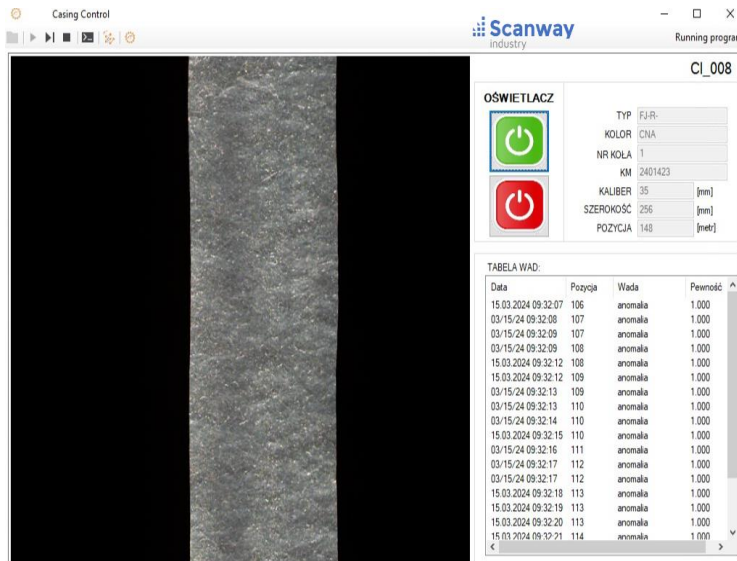 Casing Control
Scanway
industry
Running progra
CI_008
OŚWIETLACZ
TYP FJ-R-
KOLOR CNA
NR KOŁA 1
KM 2401423
KALIBER 35 [mm]
SZEROKOŚĆ 256 [mm]
POZYCJA 148 [metr]
TABELA WAD:
Data Pozycja Wada Pewność
15.03.2024 09:32:07 106 anomalia 1.000
03/15/24 09:32:08 107 anomalia 1.000
03/15/24 09:32:09 107 anomalia 1.000
03/15/24 09:32:09 108 anomalia 1.000
15.03.2024 09:32:12 108 anomalia 1.000
15.03.2024 09:32:12 109 anomalia 1.000
03/15/24 09:32:13 109 anomalia 1.000
03/15/24 09:32:13 110 anomalia 1.000
03/15/24 09:32:14 110 anomalia 1.000
15.03.2024 09:32:15 110 anomalia 1.000
03/15/24 09:32:16 111 anomalia 1.000
03/15/24 09:32:17 112 anomalia 1.000
03/15/24 09:32:17 112 anomalia 1.000
15.03.2024 09:32:18 113 anomalia 1.000
15.03.2024 09:32:19 113 anomalia 1.000
15.03.2024 09:32:20 113 anomalia 1.000
15.03.2024 09:32:21 114 anomalia 1.000